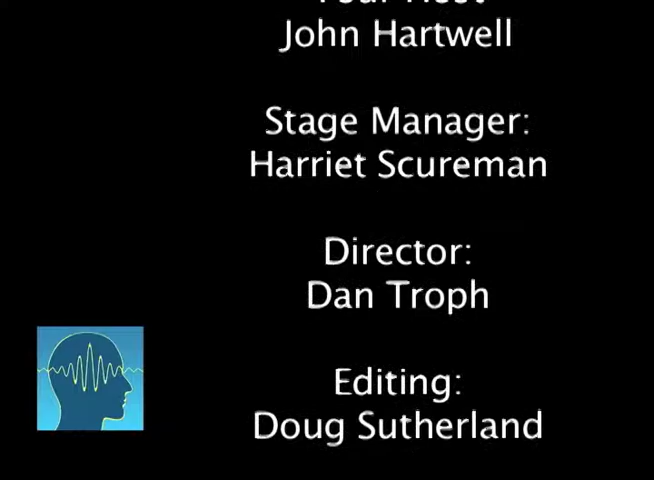 John Hartwell
Stage Manager:
Harriet Scureman
Director:
Dan Troph
Editing:
Doug Sutherland